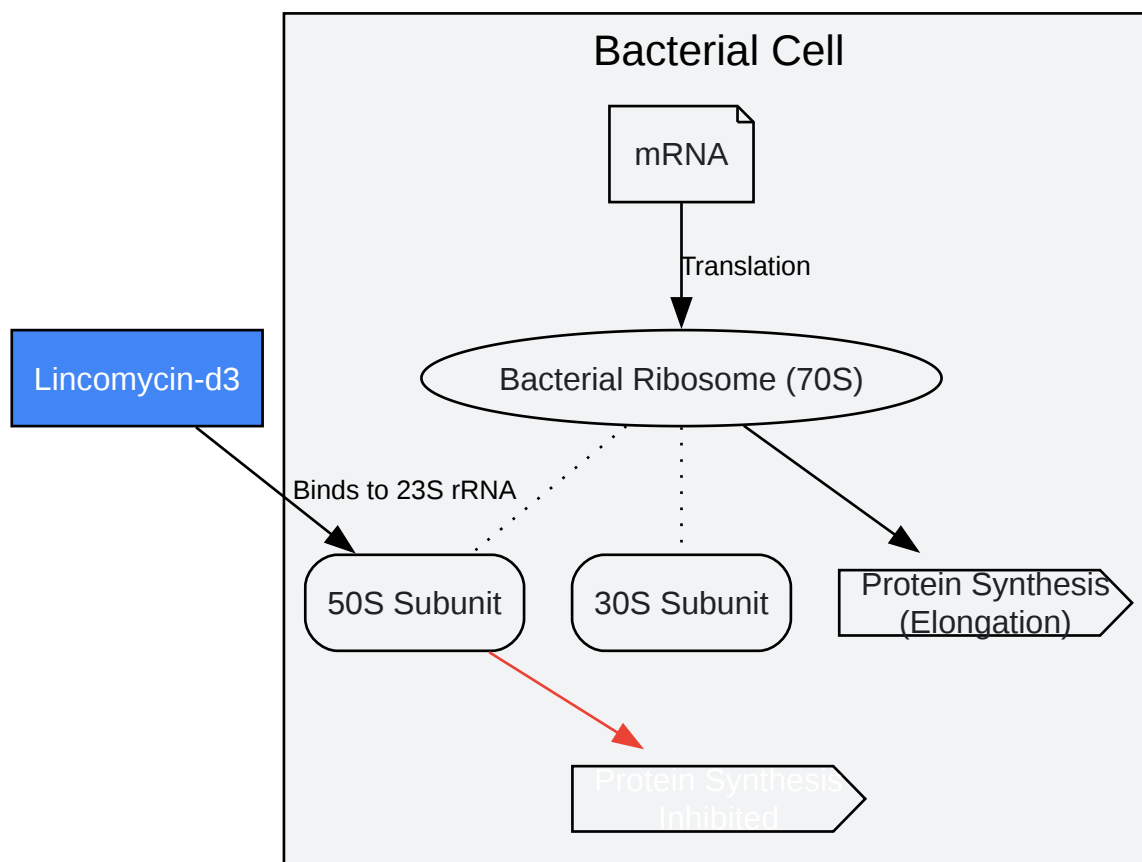 Bacterial Cell
mRNA
Translation
Lincomycin-d3
Bacterial Ribosome (70S)
Binds to 23S rRNA
50S Subunit
30S Subunit
Protein Synthesis
(Elongation)
Protein Synthesis
Inhibited